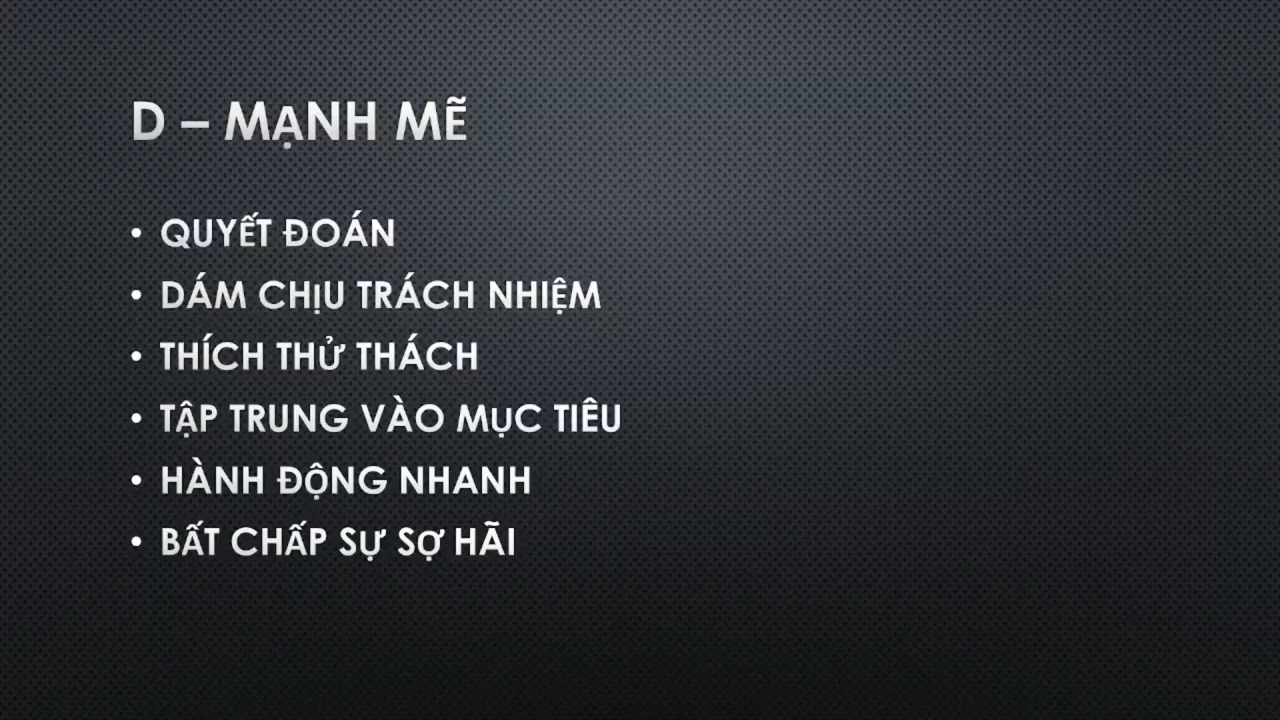 D – MẠNH MẼ
• QUYẾT ĐOÁN
• DÁM CHỊU TRÁCH NHIỆM
• THÍCH THỬ THÁCH
• TẬP TRUNG VÀO MỤC TIÊU
• HÀNH ĐỘNG NHANH
• BẤT CHẤP SỰ SỢ HÃI